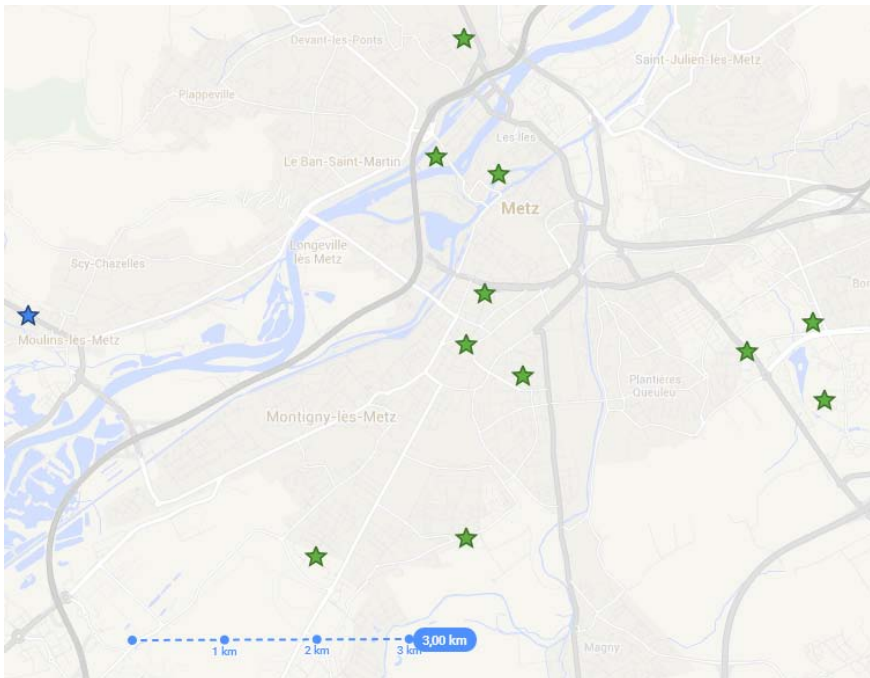 Devant-les-Ponts
Saint-Julien-lès-Metz
Plappeville
Les Iles
Le Ban-Saint-Martin
Metz
Longeville
lès Metz
Scy-Chazelles
Bor
Moulins-lès-Metz
Plantières
Queuleu
Montigny-lès-Metz
3,00 km
1 km
2 km
3 km
Magny